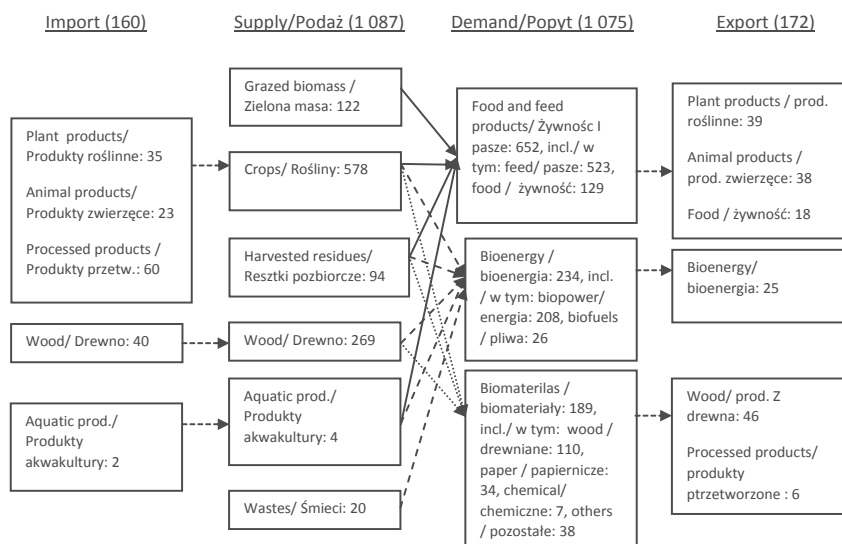 Import (160)
Supply/Podaż (1 087)
Demand/Popyt (1 075)
Export (172)
Plant products/
Produkty roślinne: 35
Animal products/
Produkty zwierzęce: 23
Processed products /
Produkty przetw.: 60
Wood/ Drewno: 40
Aquatic prod./
Produkty
akwakultury: 2
Grazed biomass /
Zielona masa: 122
Crops/ Rośliny: 578
Harvested residues/
Resztki pozbiorcze: 94
Wood/ Drewno: 269
Aquatic prod./
Produkty
akwakultury: 4
Wastes/ Śmieci: 20
Food and feed
products/ Żywnośc I
pasze: 652, incl./ w
tym: feed/ pasze: 523,
food / żywność: 129
Bioenergy /
bioenergia: 234, incl.
/ w tym: biopower/
energia: 208, biofuels
/ pliwa: 26
Biomaterilas /
biomateriały: 189,
incl./ w tym: wood /
drewniane: 110,
paper / papiernicze:
34, chemical/
chemiczne: 7, others
/ pozostałe: 38
Plant products / prod.
roślinne: 39
Animal products /
prod. zwierzęce: 38
Food / żywność: 18
Bioenergy/
bioenergia: 25
Wood/ prod. Z
drewna: 46
Processed products/
produkty
ptrzetworzone : 6